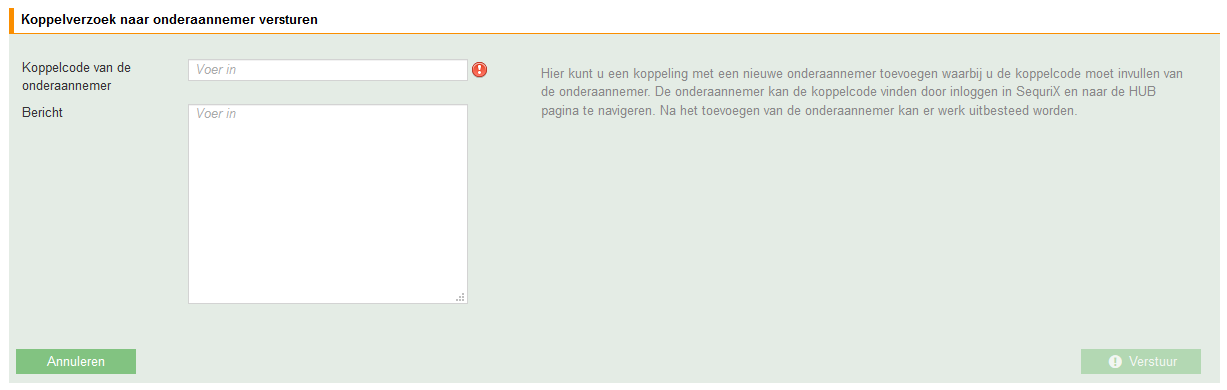 Koppelverzoek naar onderaannemer versturen
Koppelcode van de
onderaannemer
Voer in
Hier kunt u een koppeling met een nieuwe onderaannemer toevoegen waarbij u de koppelcode moet invullen van
de onderaannemer. De onderaannemer kan de koppelcode vinden door inloggen in SequriX en naar de HUB
pagina te navigeren. Na het toevoegen van de onderaannemer kan er werk uitbesteed worden.
Bericht
Voer in
Annuleren
Verstuur